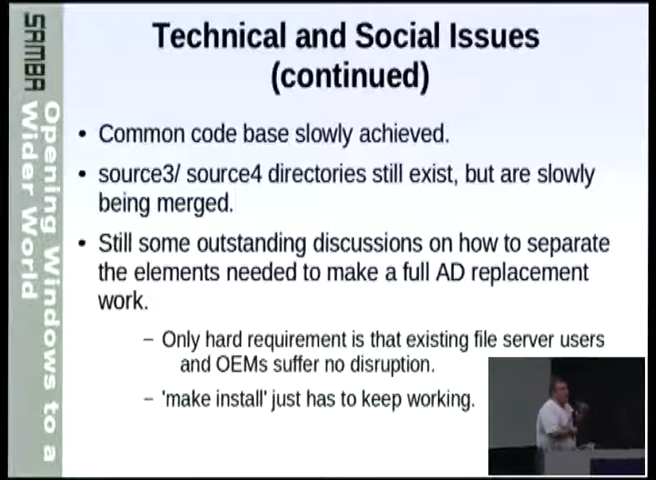 SAMBA
Opening Windows to a
Wider World
Technical and Social Issues
(continued)
• Common code base slowly achieved.
• source3/ source4 directories still exist, but are slowly
being merged.
• Still some outstanding discussions on how to separate
the elements needed to make a full AD replacement
work.
– Only hard requirement is that existing file server users
and OEMs suffer no disruption.
– 'make install' just has to keep working.